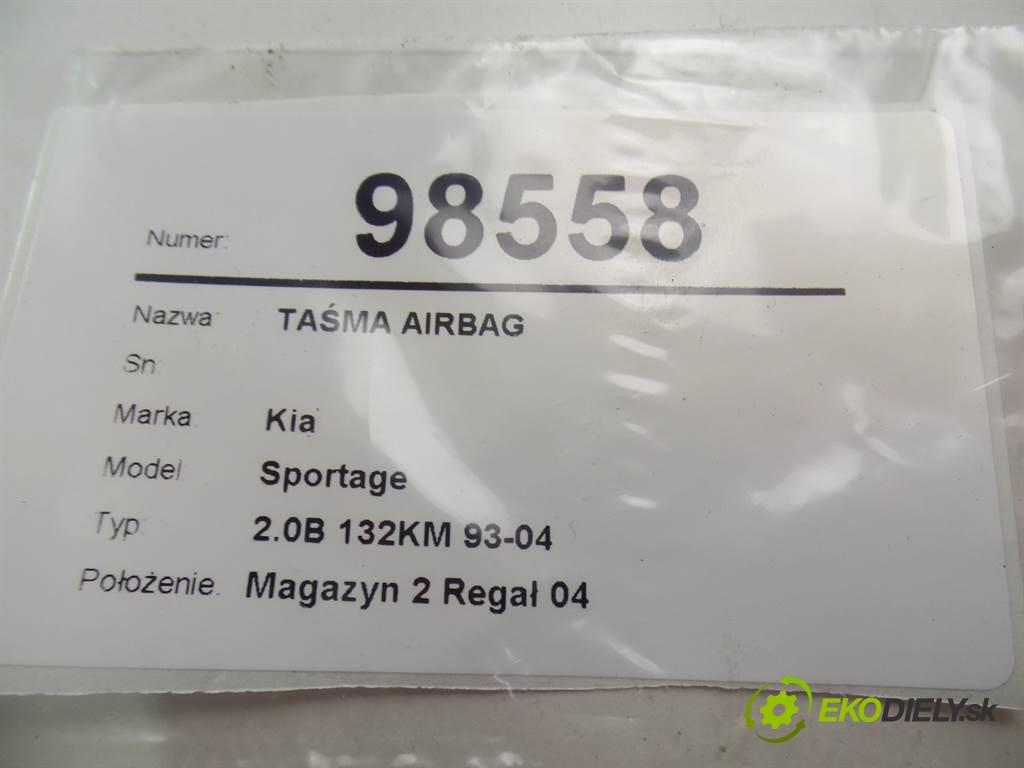 Numer: 98558
Nazwa: TAŚMA AIRBAG
Sn:
Marka: Kia
Model: Sportage
Typ: 2.0B 132KM 93-04
Położenie: Magazyn 2 Regał 04
EKODIELY.sk